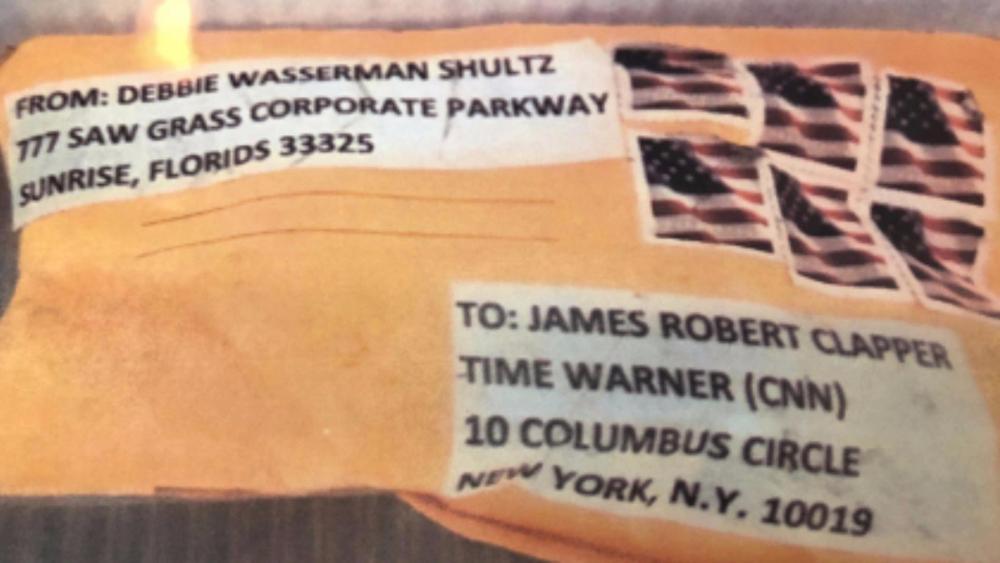 FROM: DEBBIE WASSERMAN SHULTZ
777 SAW GRASS CORPORATE PARKWAY
SUNRISE, FLORIDS 33325
TO: JAMES ROBERT CLAPPER
TIME WARNER (CNN)
10 COLUMBUS CIRCLE
NEW YORK, N.Y. 10019